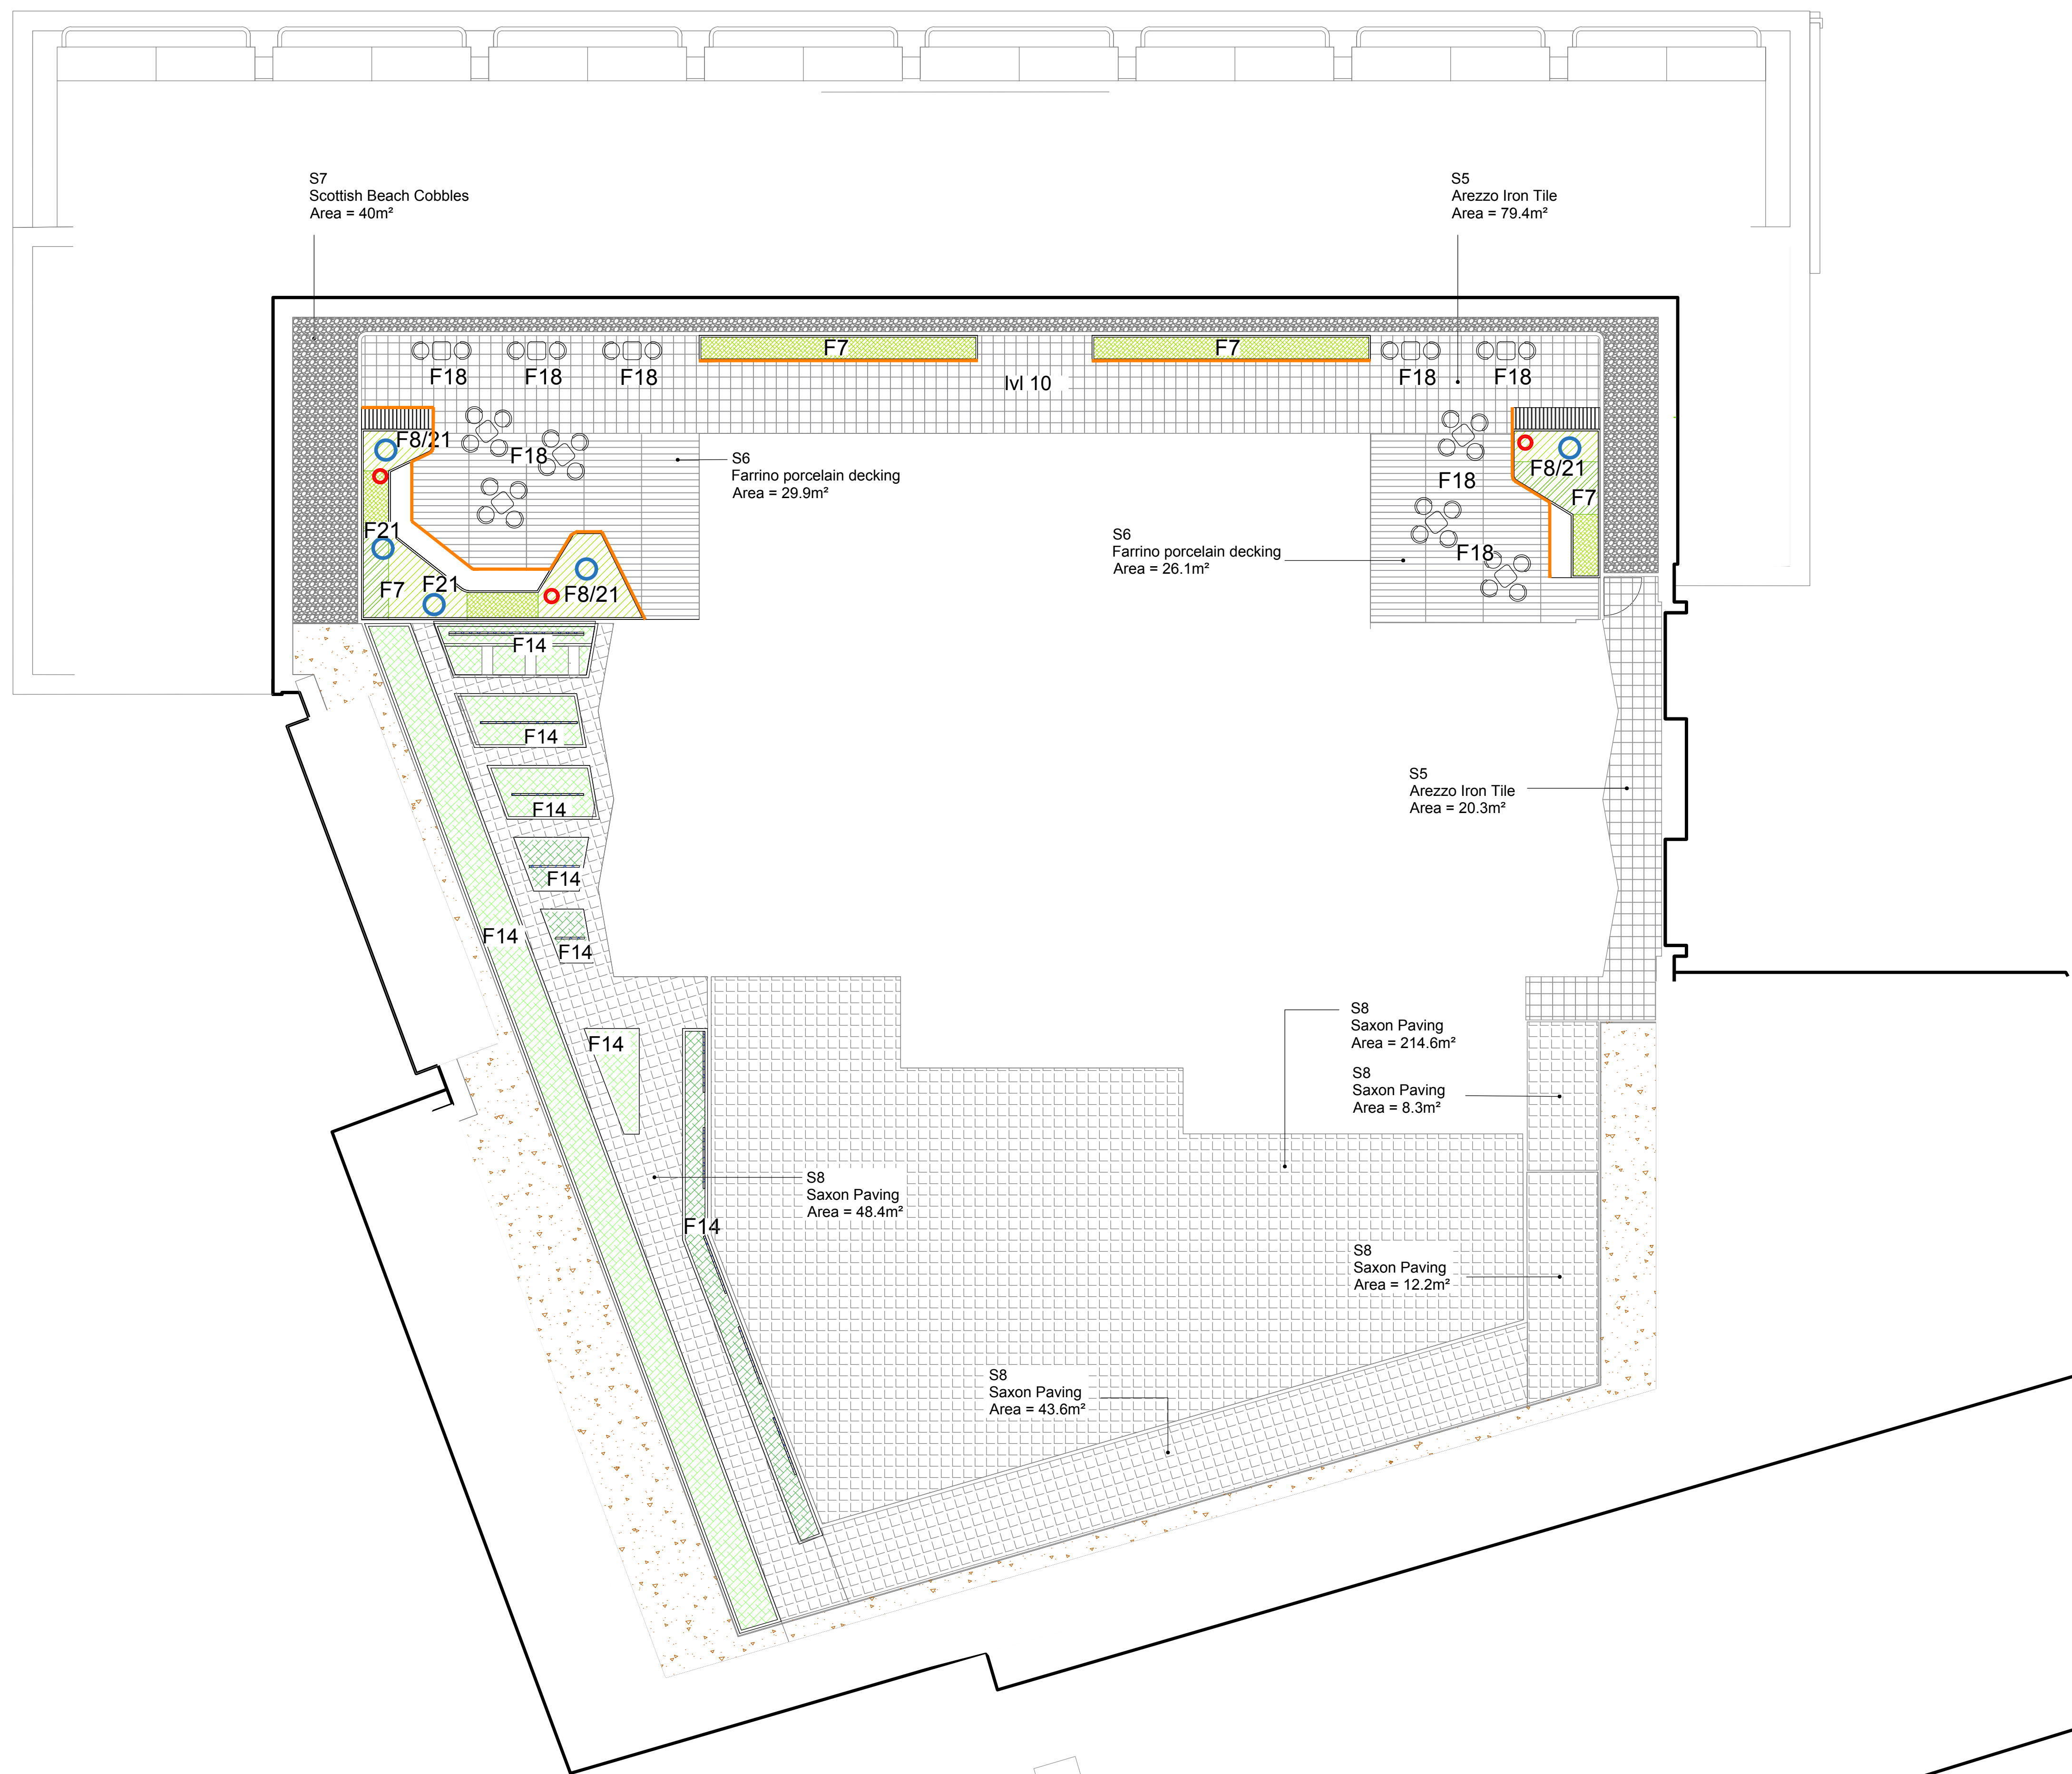 S7
Scottish Beach Cobbles
Area = 40m²
S5
Arezzo Iron Tile
Area = 79.4m²
F7
F7
F18
F18
F18
lvl 10
F18
F18
F8/21
F18
S6
Farrino porcelain decking
Area = 29.9m²
F18
F8/21
F7
F21
S6
Farrino porcelain decking
Area = 26.1m²
F18
F7
F21
F8/21
F14
F14
F14
F14
F14
F14
S5
Arezzo Iron Tile
Area = 20.3m²
F14
S8
Saxon Paving
Area = 214.6m²
S8
Saxon Paving
Area = 8.3m²
S8
Saxon Paving
Area = 48.4m²
F14
S8
Saxon Paving
Area = 12.2m²
S8
Saxon Paving
Area = 43.6m²